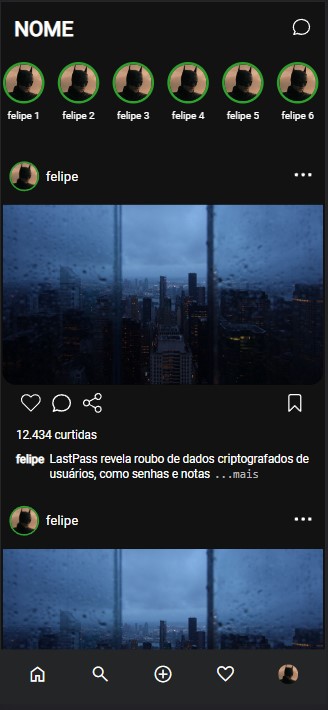 NOME
felipe 1 felipe 2 felipe 3 felipe 4 felipe 5 felipe 6
felipe
12.434 curtidas
felipe LastPass revela roubo de dados criptografados de
usuários, como senhas e notas ...mais
felipe